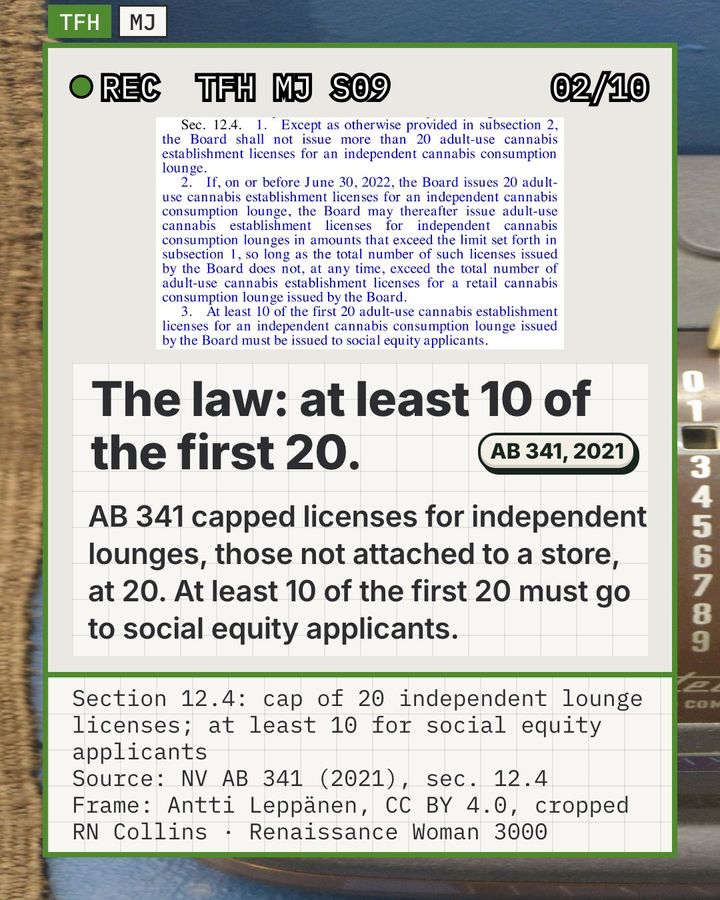 TFH MJ
REC TFH MJ S09 02/10
Sec. 12.4. 1. Except as otherwise provided in subsection 2,
the Board shall not issue more than 20 adult-use cannabis
establishment licenses for an independent cannabis consumption
lounge.
2. If, on or before June 30, 2022, the Board issues 20 adult-
use cannabis establishment licenses for an independent cannabis
consumption lounge, the Board may thereafter issue adult-use
cannabis establishment licenses for independent cannabis
consumption lounges in amounts that exceed the limit set forth in
subsection 1, so long as the total number of such licenses issued
by the Board does not, at any time, exceed the total number of
adult-use cannabis establishment licenses for a retail cannabis
consumption lounge issued by the Board.
3. At least 10 of the first 20 adult-use cannabis establishment
licenses for an independent cannabis consumption lounge issued
by the Board must be issued to social equity applicants.
The law: at least 10 of
the first 20.
AB 341, 2021
AB 341 capped licenses for independent
lounges, those not attached to a store,
at 20. At least 10 of the first 20 must go
to social equity applicants.
Section 12.4: cap of 20 independent lounge
licenses; at least 10 for social equity
applicants
Source: NV AB 341 (2021), sec. 12.4
Frame: Antti Leppänen, CC BY 4.0, cropped
RN Collins · Renaissance Woman 3000
0
1
3
4
5
6
7
8
9